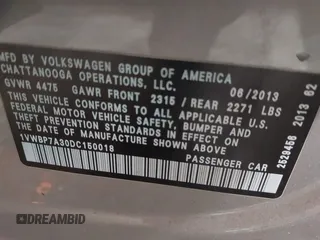 MFD. BY VOLKSWAGEN GROUP OF AMERICA
CHATTANOOGA OPERATIONS, LLC.
06/2013
GVWR 4475 GAWR FRONT 2315 / REAR 2271 LBS
THIS VEHICLE CONFORMS TO ALL APPLICABLE U.S.
FEDERAL MOTOR VEHICLE SAFETY BUMPER AND
THEFT PREVENTION STANDARDS IN EFFECT ON THE
DATE OF MANUFACTURE SHOWN ABOVE.
1VWBP7A30DC150018
PASSENGER CAR
2529456 2013 02
DREAMBID